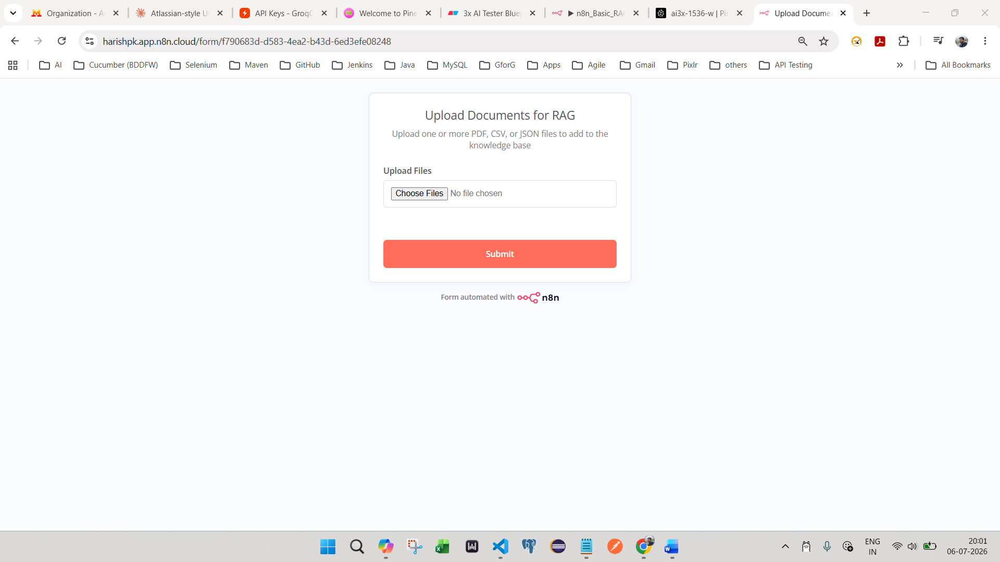 Organization - A
Atlassian-style U
API Keys - GroqC
Welcome to Pine
3x AI Tester Blue
▶ n8n_Basic_RA
ai3x-1536-w | Pi
Upload Docume
harishpk.app.n8n.cloud/form/f790683d-d583-4ea2-b43d-6ed3efe08248
AI
Cucumber (BDDFW)
Selenium
Maven
GitHub
Jenkins
Java
MySQL
GforG
Apps
Agile
Gmail
Pixlr
others
API Testing
All Bookmarks
Upload Documents for RAG
Upload one or more PDF, CSV, or JSON files to add to the
knowledge base
Upload Files
Choose Files No file chosen
Submit
Form automated with n8n
ENG
IN
20:01
06-07-2026